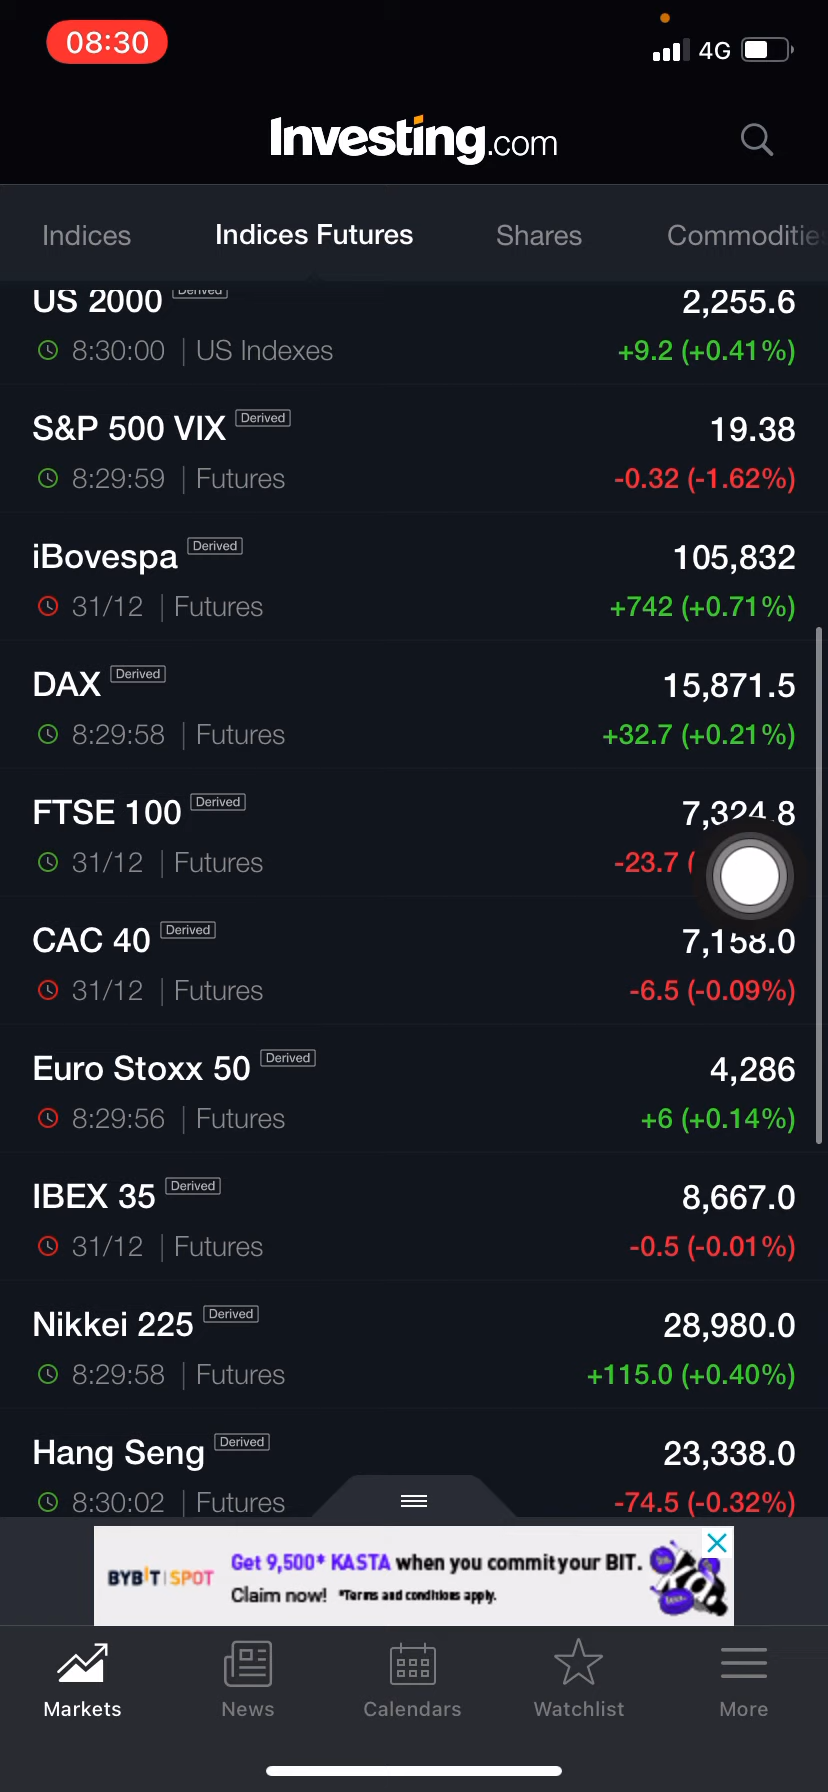 08:30
4G
Investing.com
Indices Indices Futures Shares Commoditie
US 2000 Derived 2,255.6
8:30:00 | US Indexes +9.2 (+0.41%)
S&P 500 VIX Derived 19.38
8:29:59 | Futures -0.32 (-1.62%)
iBovespa Derived 105,832
31/12 | Futures +742 (+0.71%)
DAX Derived 15,871.5
8:29:58 | Futures +32.7 (+0.21%)
FTSE 100 Derived 7,324.8
31/12 | Futures -23.7 (
CAC 40 Derived 7,158.0
31/12 | Futures -6.5 (-0.09%)
Euro Stoxx 50 Derived 4,286
8:29:56 | Futures +6 (+0.14%)
IBEX 35 Derived 8,667.0
31/12 | Futures -0.5 (-0.01%)
Nikkei 225 Derived 28,980.0
8:29:58 | Futures +115.0 (+0.40%)
Hang Seng Derived 23,338.0
8:30:02 | Futures -74.5 (-0.32%)
BYBIT | SPOT Get 9,500* KASTA when you commit your BIT.
Claim now! *Terms and conditions apply.
Markets News Calendars Watchlist More